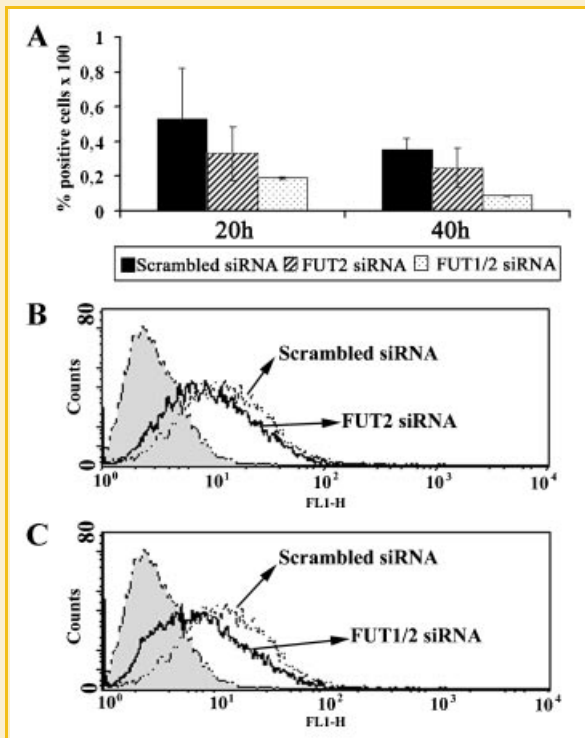 A
% positive cells x 100
1
0,8
0,6
0,4
0,2
0
20h
40h
Scrambled siRNA
FUT2 siRNA
FUT1/2 siRNA
B
80
Counts
0
Scrambled siRNA
FUT2 siRNA
10⁰
10¹
10²
10³
10⁴
FL1-H
C
80
Counts
0
Scrambled siRNA
FUT1/2 siRNA
10⁰
10¹
10²
10³
10⁴
FL1-H